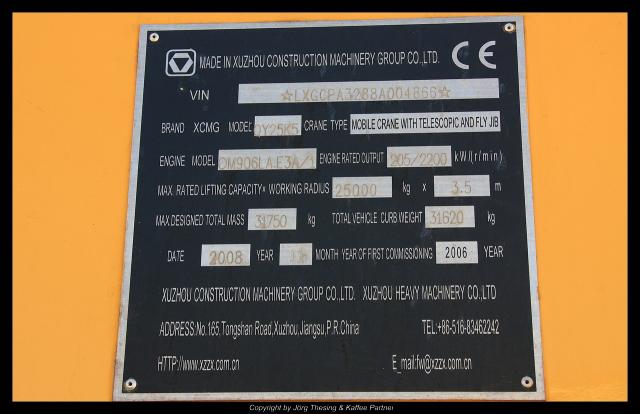 MADE IN XUZHOU CONSTRUCTION MACHINERY GROUP CO.,LTD. CE
VIN ☆LXGCPA3288A004866☆
BRAND XCMG MODEL QY25K5 CRANE TYPE MOBILE CRANE WITH TELESCOPIC AND FLY JIB
ENGINE MODEL OM906LA.E3A/1 ENGINE RATED OUTPUT 205/2200 kW/(r/min)
MAX. RATED LIFTING CAPACITY× WORKING RADIUS 25000 kg × 3.5 m
MAX DESIGNED TOTAL MASS 31750 kg TOTAL VEHICLE CURB WEIGHT 31620 kg
DATE 2008 YEAR MONTH YEAR OF FIRST COMMISSIONING 2006 YEAR
XUZHOU CONSTRUCTION MACHINERY GROUP CO.,LTD. XUZHOU HEAVY MACHINERY CO.,LTD
ADDRESS:No.165,Tongshan Road,Xuzhou,Jiangsu,P.R.China TEL:+86-516-83462242
HTTP://www.xzzx.com.cn E_mail:fw@xzzx.com.cn
Copyright by Jörg Thesing & Kaffee Partner